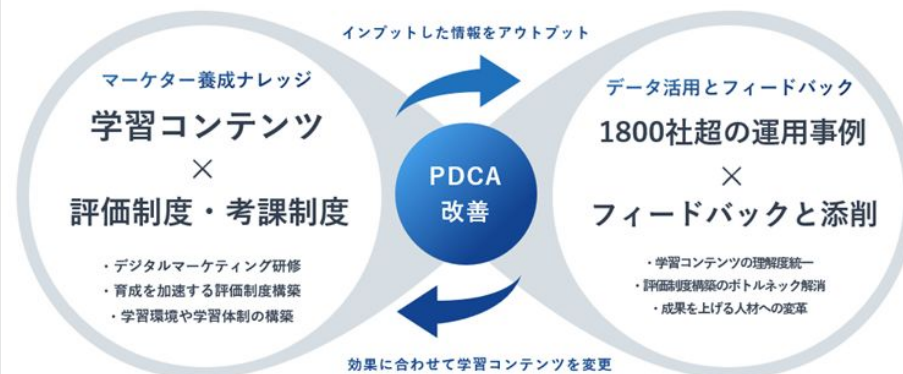 インプットした情報をアウトプット
マーケター養成ナレッジ
学習コンテンツ
×
評価制度・考課制度
・デジタルマーケティング研修
・育成を加速する評価制度構築
・学習環境や学習体制の構築
PDCA
改善
データ活用とフィードバック
1800社超の運用事例
×
フィードバックと添削
・学習コンテンツの理解度統一
・評価制度構築のボトルネック解消
・成果を上げる人材への変革
効果に合わせて学習コンテンツを変更